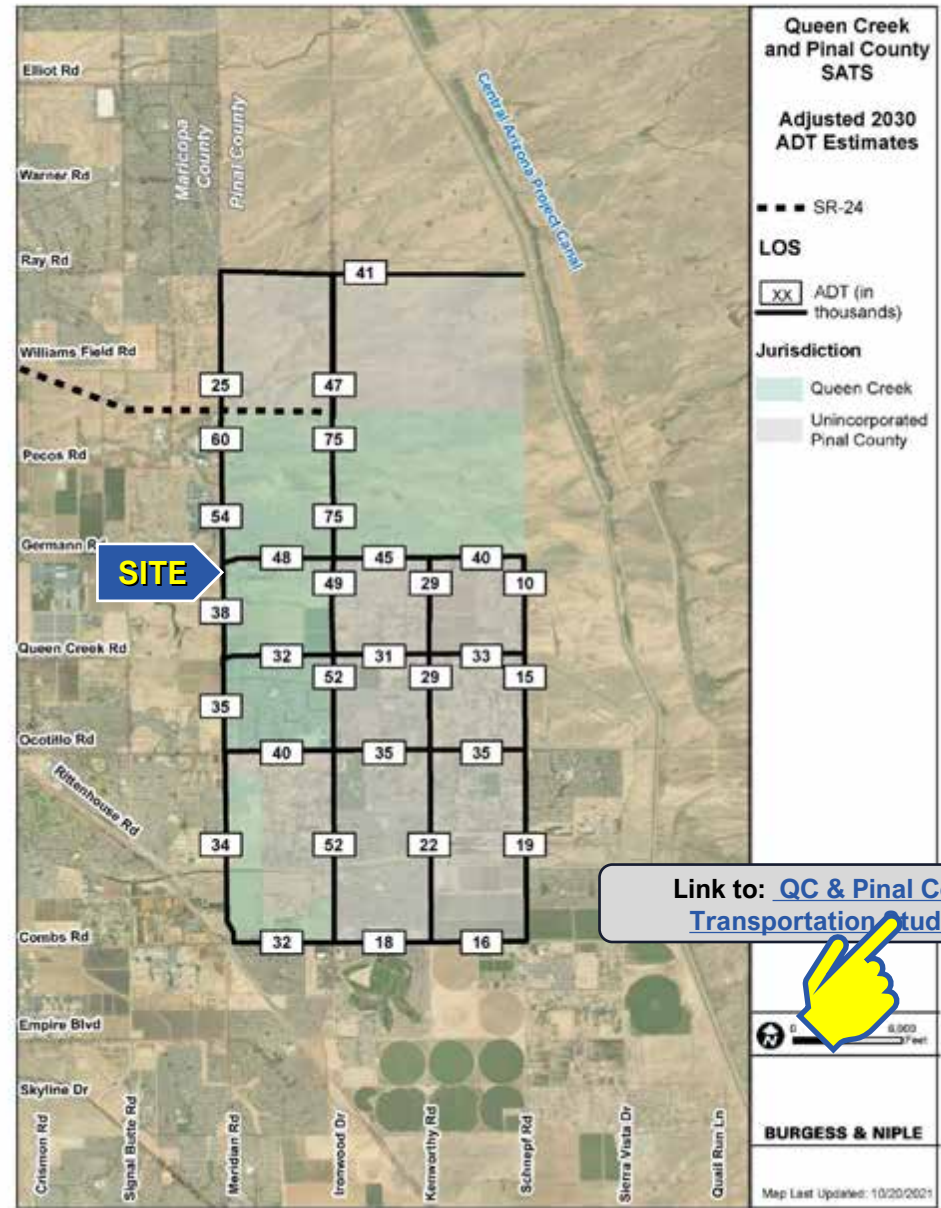 Queen Creek
and Pinal County
SATS
Adjusted 2030
ADT Estimates
SR-24
LOS
XX ADT (in
thousands)
Jurisdiction
Queen Creek
Unincorporated
Pinal County
Elliot Rd
Maricopa
County
Pinal County
Central Arizona Project Canal
Warner Rd
Ray Rd
41
Williams Field Rd
25 47
60 75
Pecos Rd
54 75
Germann
48 45 40
SITE
49 29 10
38
Queen Creek Rd
32 31 33
52 29 15
35
Ocotillo Rd
40 35 35
Rittenhouse Rd
34 52 22 19
Link to: QC & Pinal
Transportation
Combs Rd
32 18 16
Empire Blvd
0 6,000
Feet
Skyline Dr
Crismon Rd
Signal Butte Rd
Meridian Rd
Ironwood Dr
Kenworthy Rd
Schnepf Rd
Sierra Vista Dr
Quail Run Ln
BURGESS & NIPLE
Map Last Updated: 10/20/2021